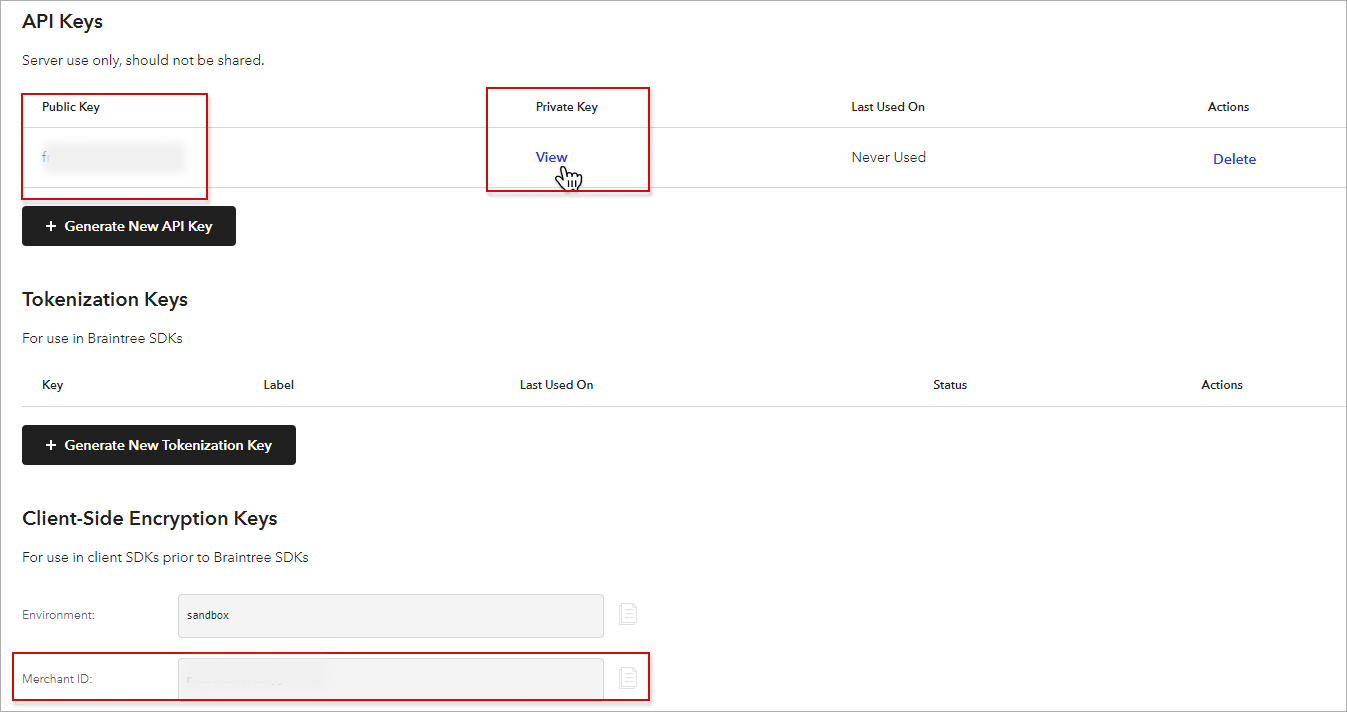 API Keys
Server use only, should not be shared.
Public Key Private Key Last Used On Actions
View Never Used Delete
+ Generate New API Key
Tokenization Keys
For use in Braintree SDKs
Key Label Last Used On Status Actions
+ Generate New Tokenization Key
Client-Side Encryption Keys
For use in client SDKs prior to Braintree SDKs
Environment: sandbox
Merchant ID: